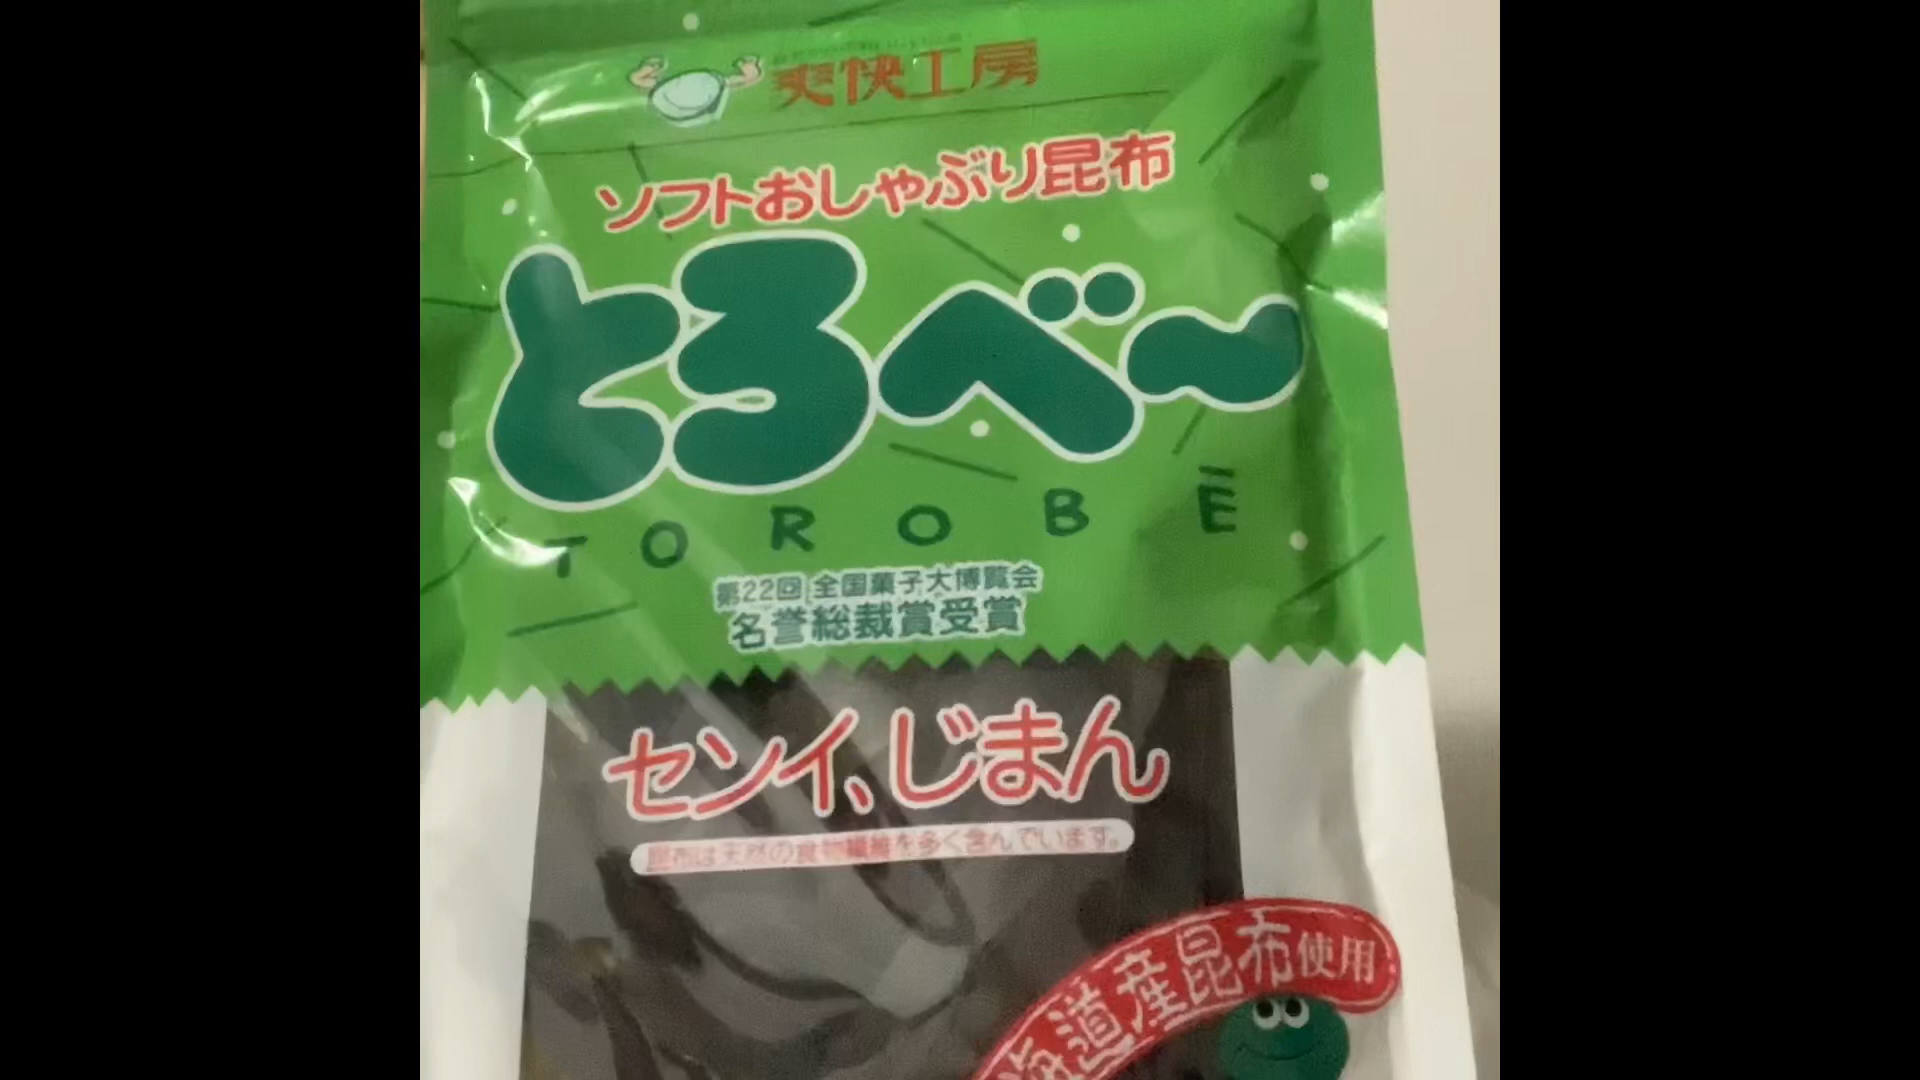 爽快工房
ソフトおしゃぶり昆布
とろべ～
TOROBĒ
第22回 全国菓子大博覧会
名誉総裁賞受賞
センイ、じまん
昆布は天然の食物繊維を多く含んでいます。
海道産昆布使用